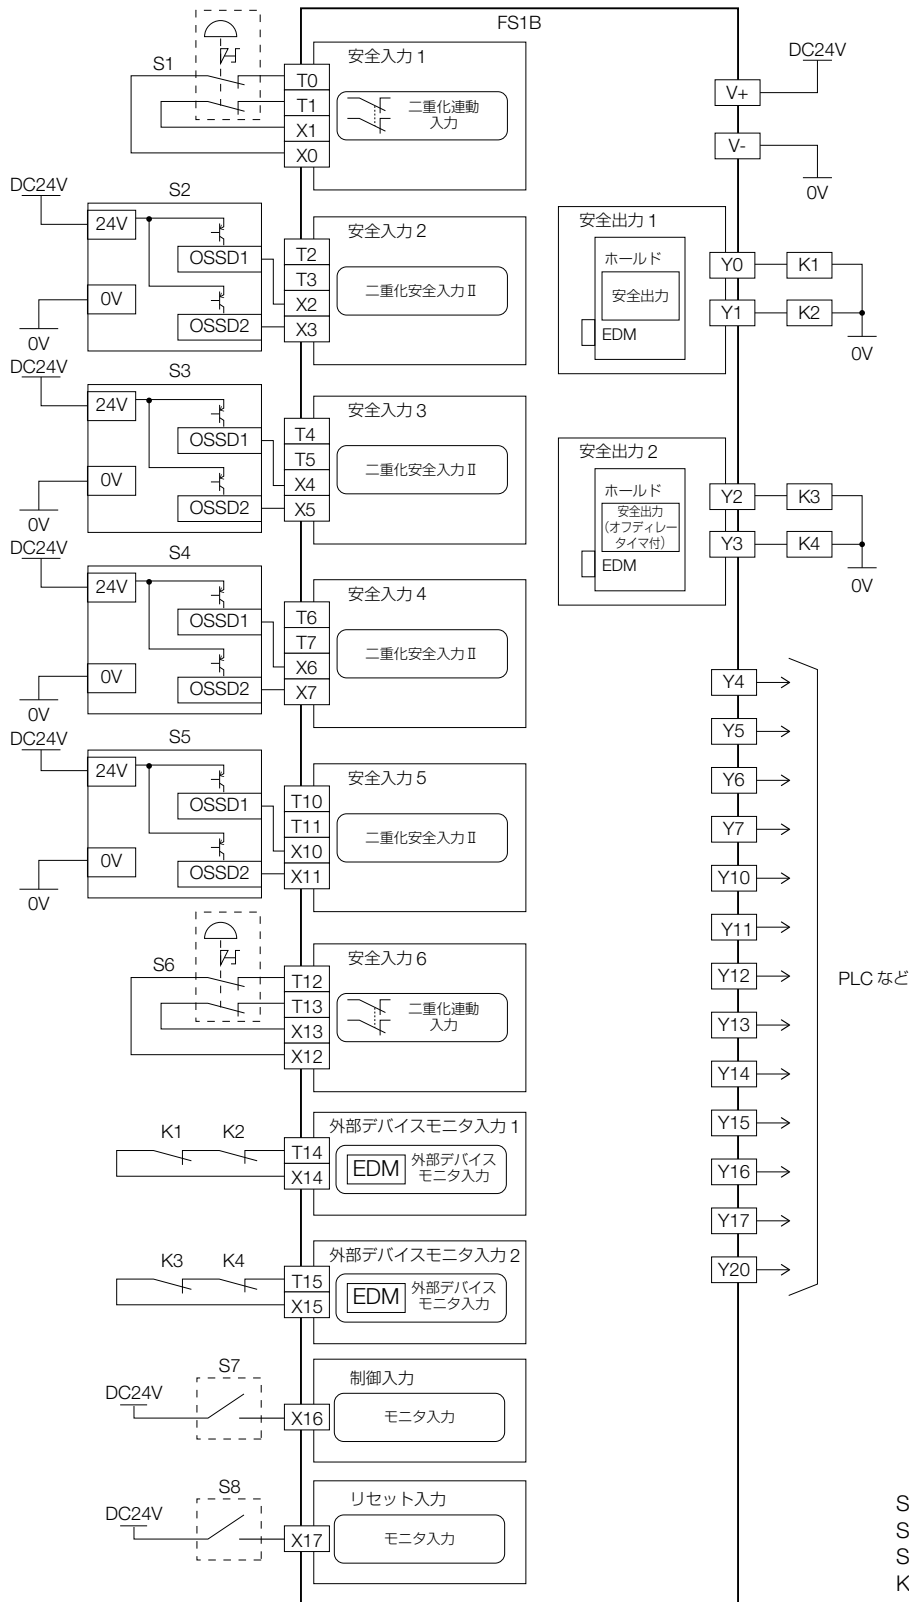 FS1B
S1
T0
T1
X1
X0
安全入力 1
二重化連動
入力
DC24V
V+
V-
0V
DC24V
S2
24V
OSSD1
0V
OSSD2
0V
T2
T3
X2
X3
安全入力 2
二重化安全入力 Ⅱ
安全出力 1
ホールド
安全出力
EDM
Y0
K1
Y1
K2
0V
DC24V
S3
24V
OSSD1
0V
OSSD2
0V
T4
T5
X4
X5
安全入力 3
二重化安全入力 Ⅱ
安全出力 2
ホールド
安全出力
(オフディレー
タイマ付)
EDM
Y2
K3
Y3
K4
0V
DC24V
S4
24V
OSSD1
0V
OSSD2
0V
T6
T7
X6
X7
安全入力 4
二重化安全入力 Ⅱ
DC24V
S5
24V
OSSD1
0V
OSSD2
0V
T10
T11
X10
X11
安全入力 5
二重化安全入力 Ⅱ
S6
T12
T13
X13
X12
安全入力 6
二重化連動
入力
K1
K2
T14
X14
外部デバイスモニタ入力 1
EDM
外部デバイス
モニタ入力
K3
K4
T15
X15
外部デバイスモニタ入力 2
EDM
外部デバイス
モニタ入力
S7
DC24V
X16
制御入力
モニタ入力
S8
DC24V
X17
リセット入力
モニタ入力
Y4
Y5
Y6
Y7
Y10
Y11
Y12
Y13
Y14
Y15
Y16
Y17
Y20
PLC など
S
S
S
K